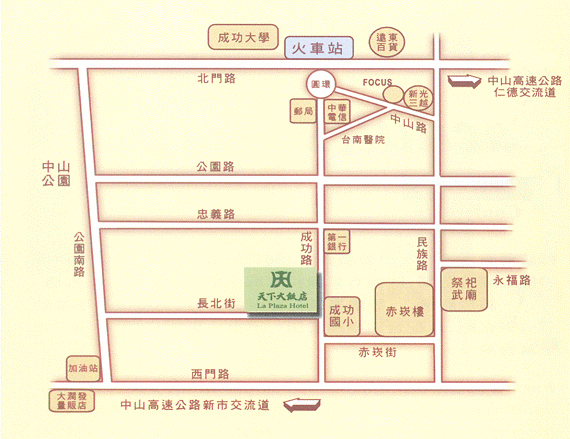 成功大學
火車站
遠東
百貨
北門路
圓環
FOCUS
新光
三越
中山高速公路
仁德交流道
郵局
中華
電信
中山路
台南醫院
中山
公園
公園路
忠義路
公園南路
成功路
第一
銀行
民族路
祭祀
武廟
永福路
天下大飯店
La Plaza Hotel
長北街
成功
國小
赤崁樓
赤崁街
加油站
西門路
大潤發
量販店
中山高速公路新市交流道